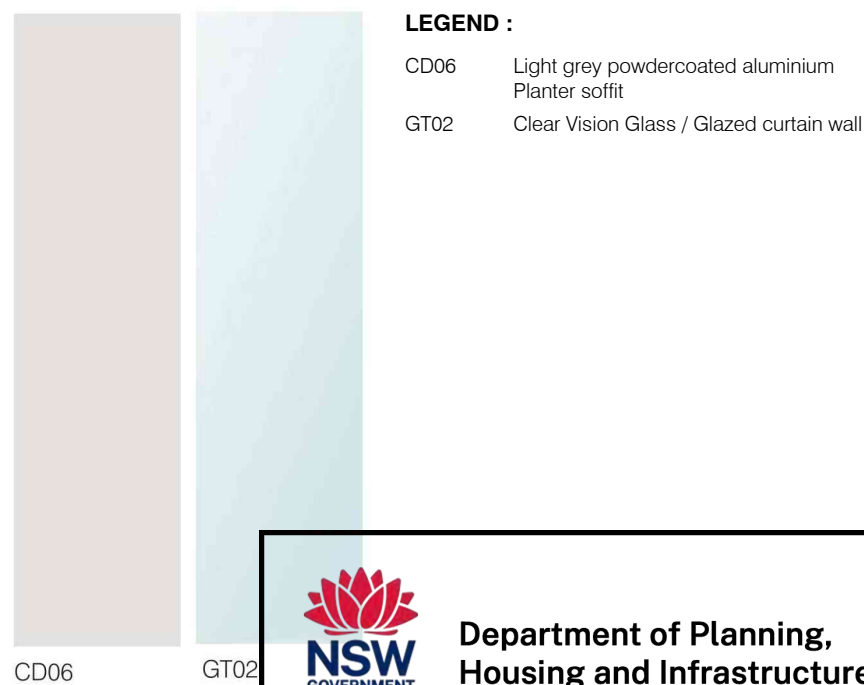 LEGEND :
CD06 Light grey powdercoated aluminium
Planter soffit
GT02 Clear Vision Glass / Glazed curtain wall
CD06 GT02
NSW
GOVERNMENT
Department of Planning,
Housing and Infrastructure